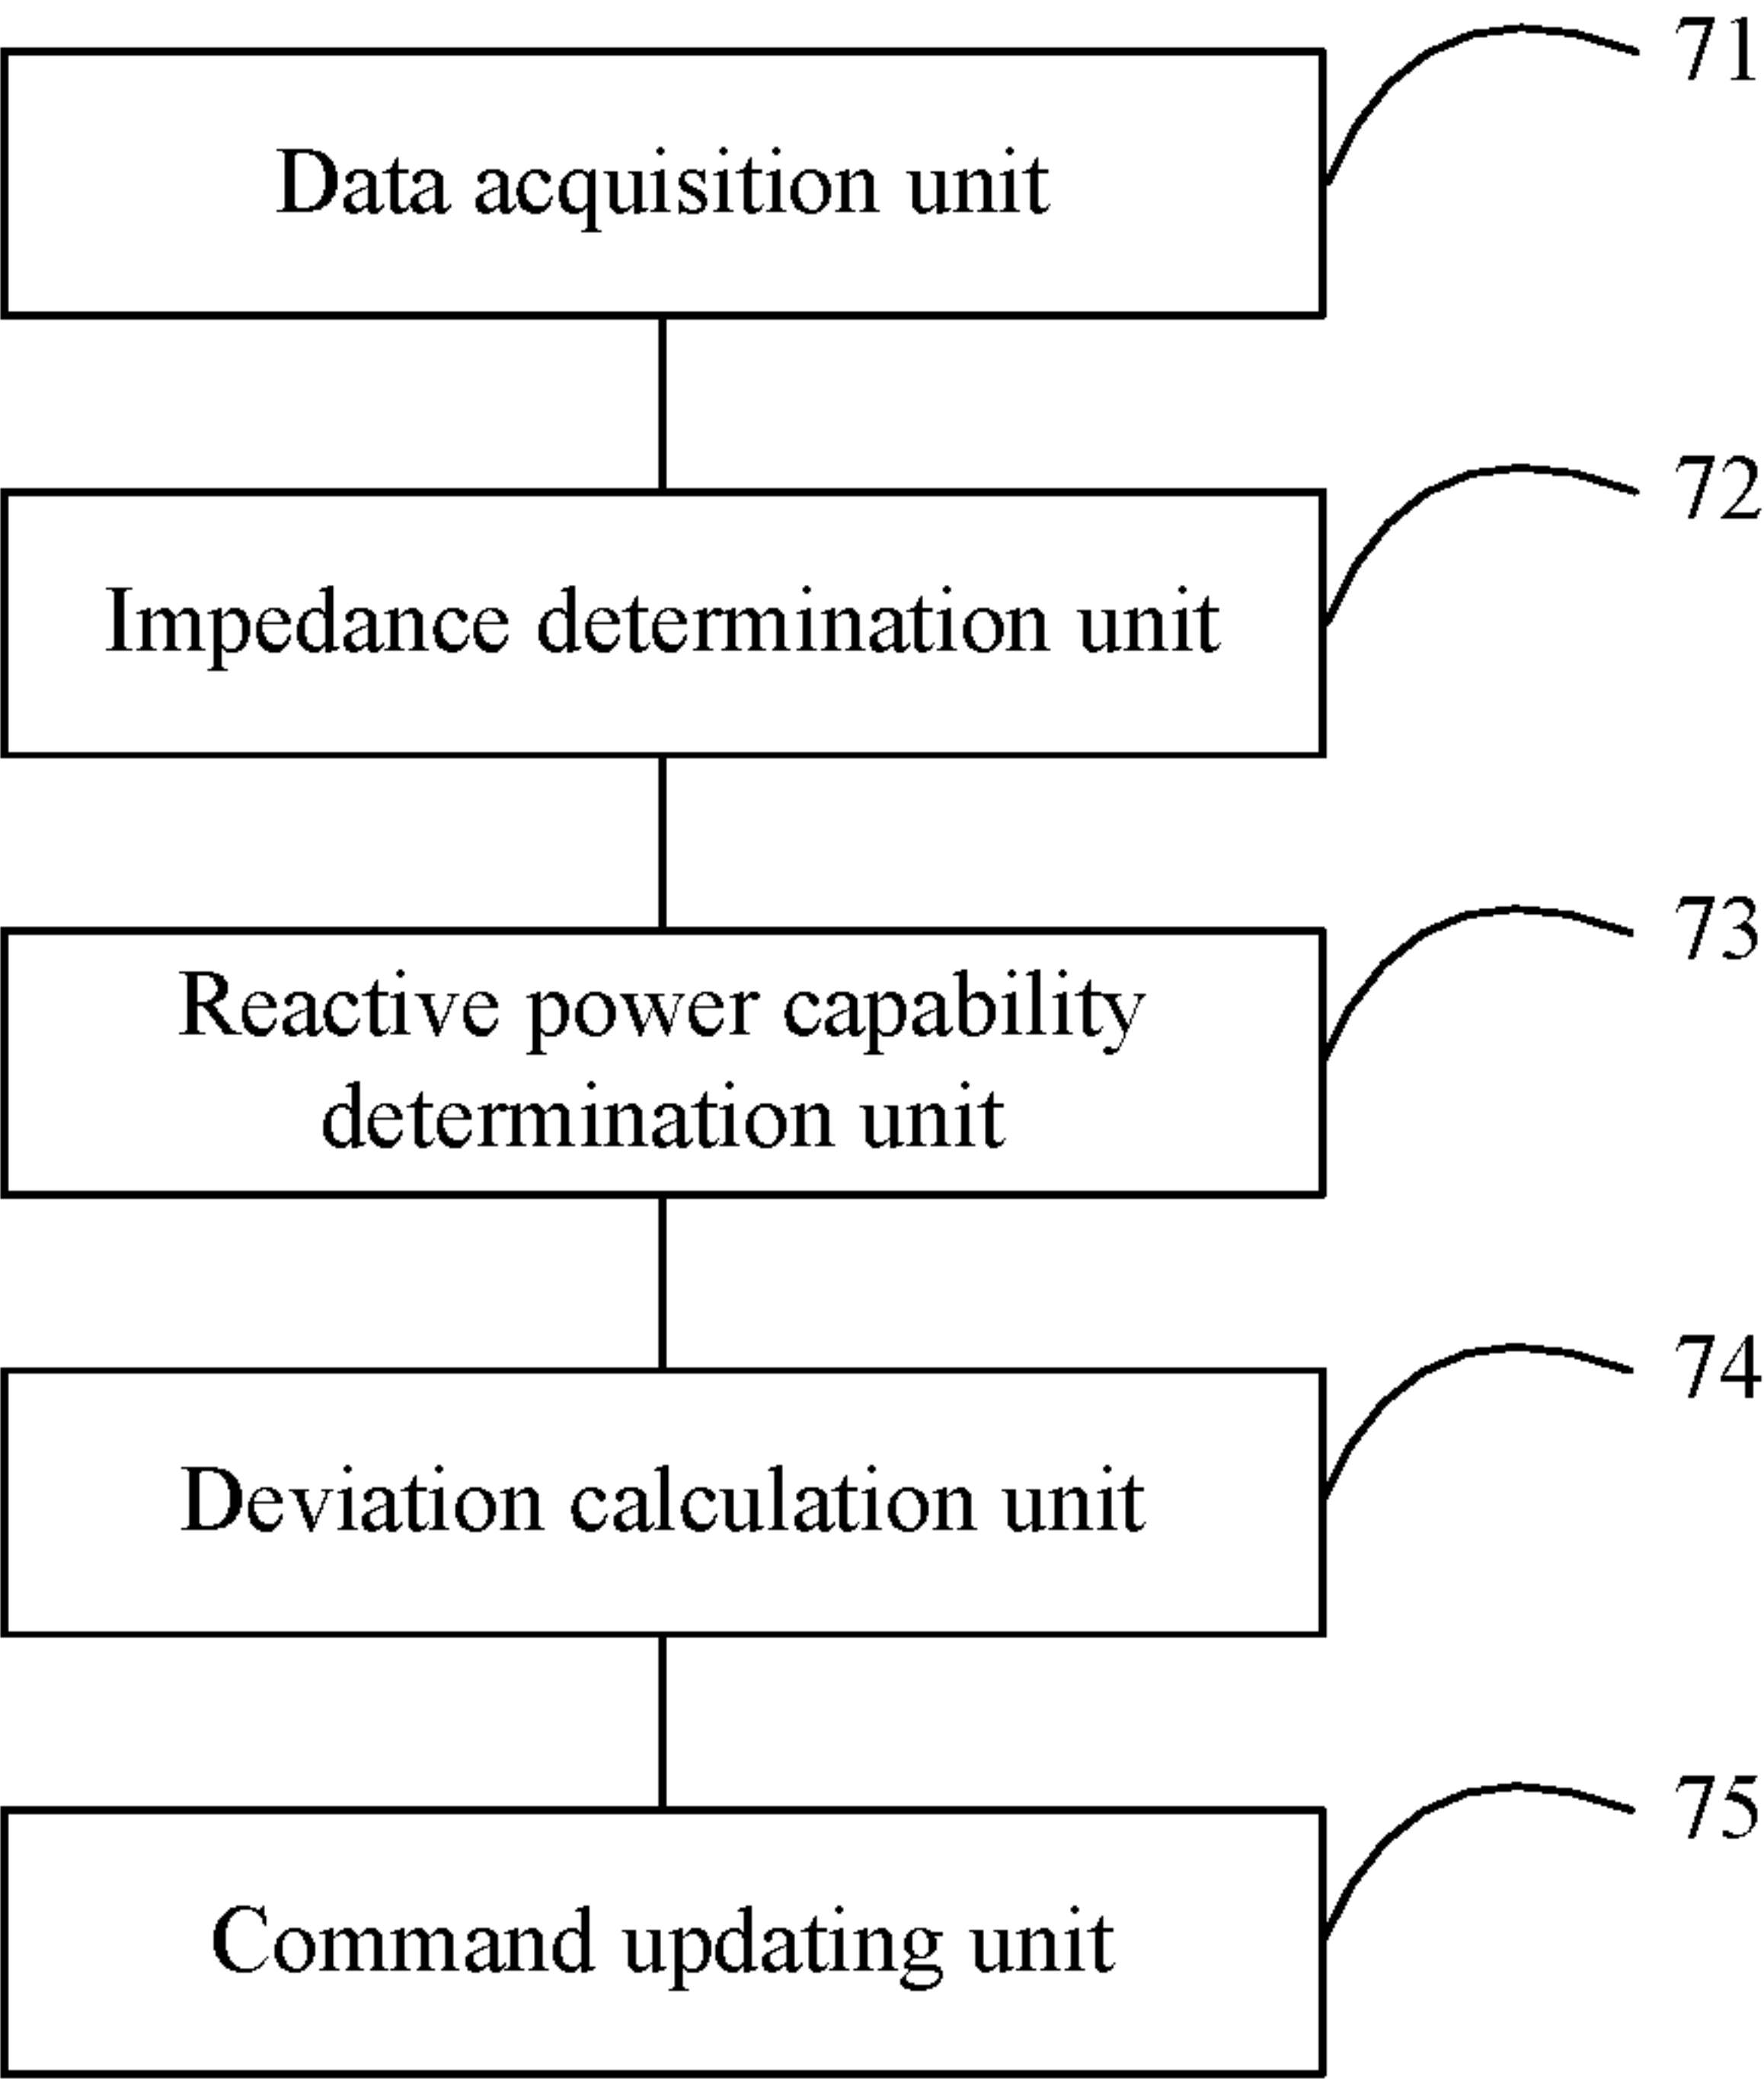 71
Data acquisition unit
72
Impedance determination unit
73
Reactive power capability
determination unit
74
Deviation calculation unit
75
Command updating unit